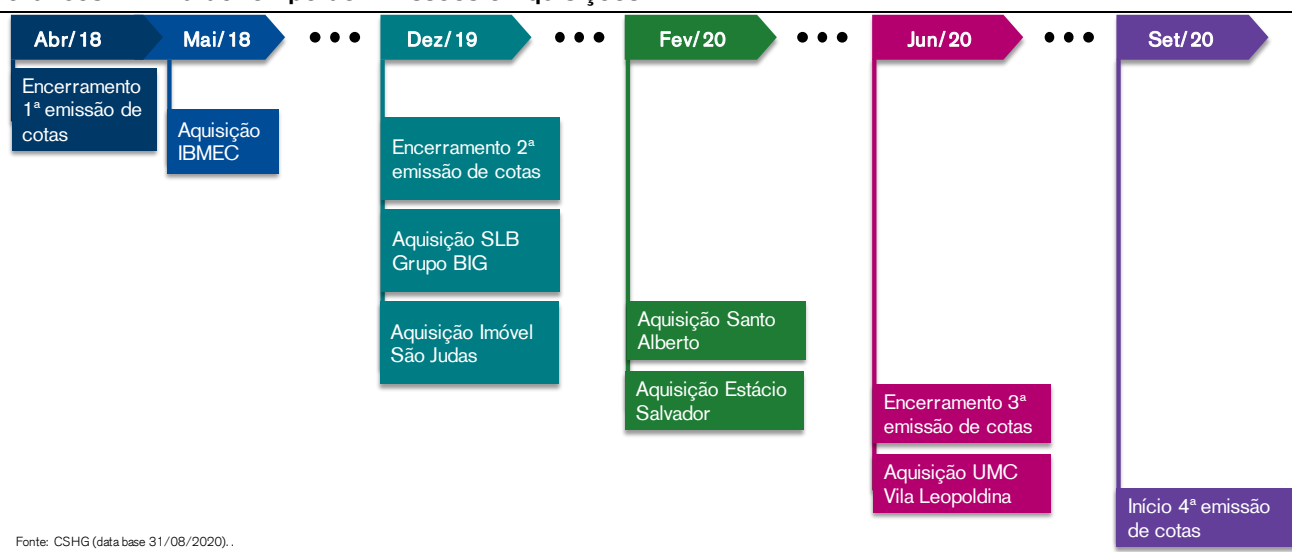 Abr/18
Mai/18
Dez/19
Fev/20
Jun/20
Set/20
Encerramento
1ª emissão de
cotas
Aquisição
IBMEC
Encerramento 2ª
emissão de cotas
Aquisição SLB
Grupo BIG
Aquisição Imóvel
São Judas
Aquisição Santo
Alberto
Aquisição Estácio
Salvador
Encerramento 3ª
emissão de cotas
Aquisição UMC
Vila Leopoldina
Início 4ª emissão
de cotas
Fonte: CSHG (data base 31/08/2020). .